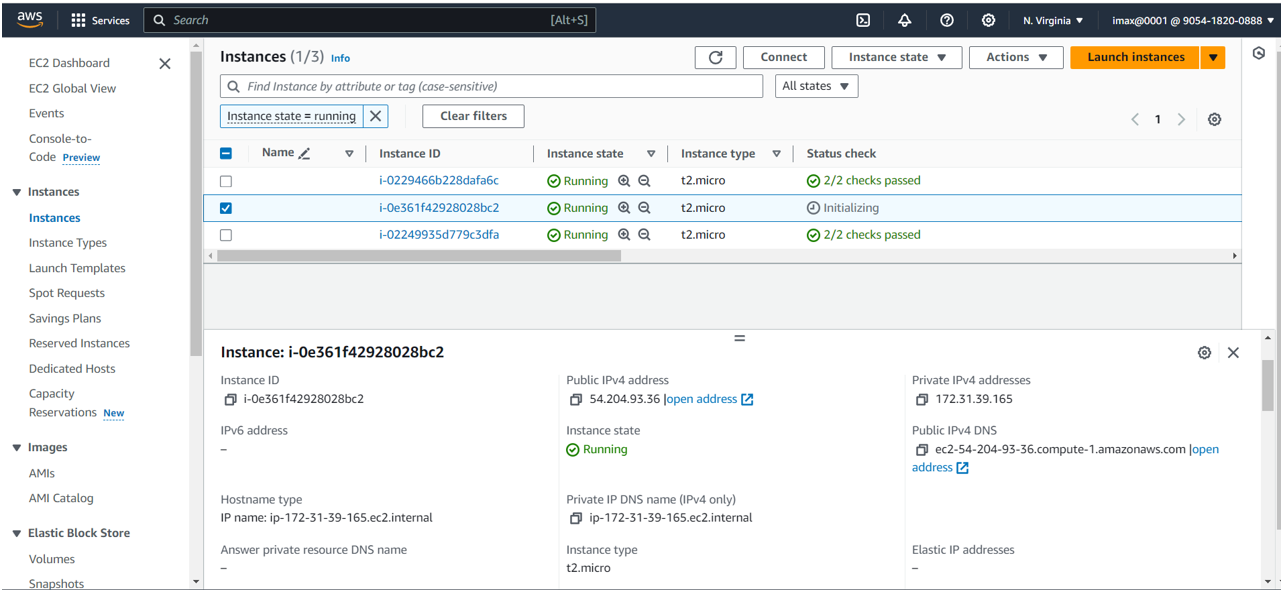 aws Services Search [Alt+S] N. Virginia imax@0001 @ 9054-1820-0888
EC2 Dashboard
EC2 Global View
Events
Console-to-
Code Preview
Instances
Instances
Instance Types
Launch Templates
Spot Requests
Savings Plans
Reserved Instances
Dedicated Hosts
Capacity
Reservations New
Images
AMIs
AMI Catalog
Elastic Block Store
Volumes
Snapshots
Instances (1/3) Info Connect Instance state Actions Launch instances
Find Instance by attribute or tag (case-sensitive) All states
Instance state = running Clear filters 1
Name Instance ID Instance state Instance type Status check
i-0229466b228dafa6c Running t2.micro 2/2 checks passed
i-0e361f42928028bc2 Running t2.micro Initializing
i-02249935d779c3dfa Running t2.micro 2/2 checks passed
Instance: i-0e361f42928028bc2
Instance ID
i-0e361f42928028bc2
Public IPv4 address
54.204.93.36 |open address
Private IPv4 addresses
172.31.39.165
IPv6 address
–
Instance state
Running
Public IPv4 DNS
ec2-54-204-93-36.compute-1.amazonaws.com |open
address
Hostname type
IP name: ip-172-31-39-165.ec2.internal
Private IP DNS name (IPv4 only)
ip-172-31-39-165.ec2.internal
Answer private resource DNS name
–
Instance type
t2.micro
Elastic IP addresses
–